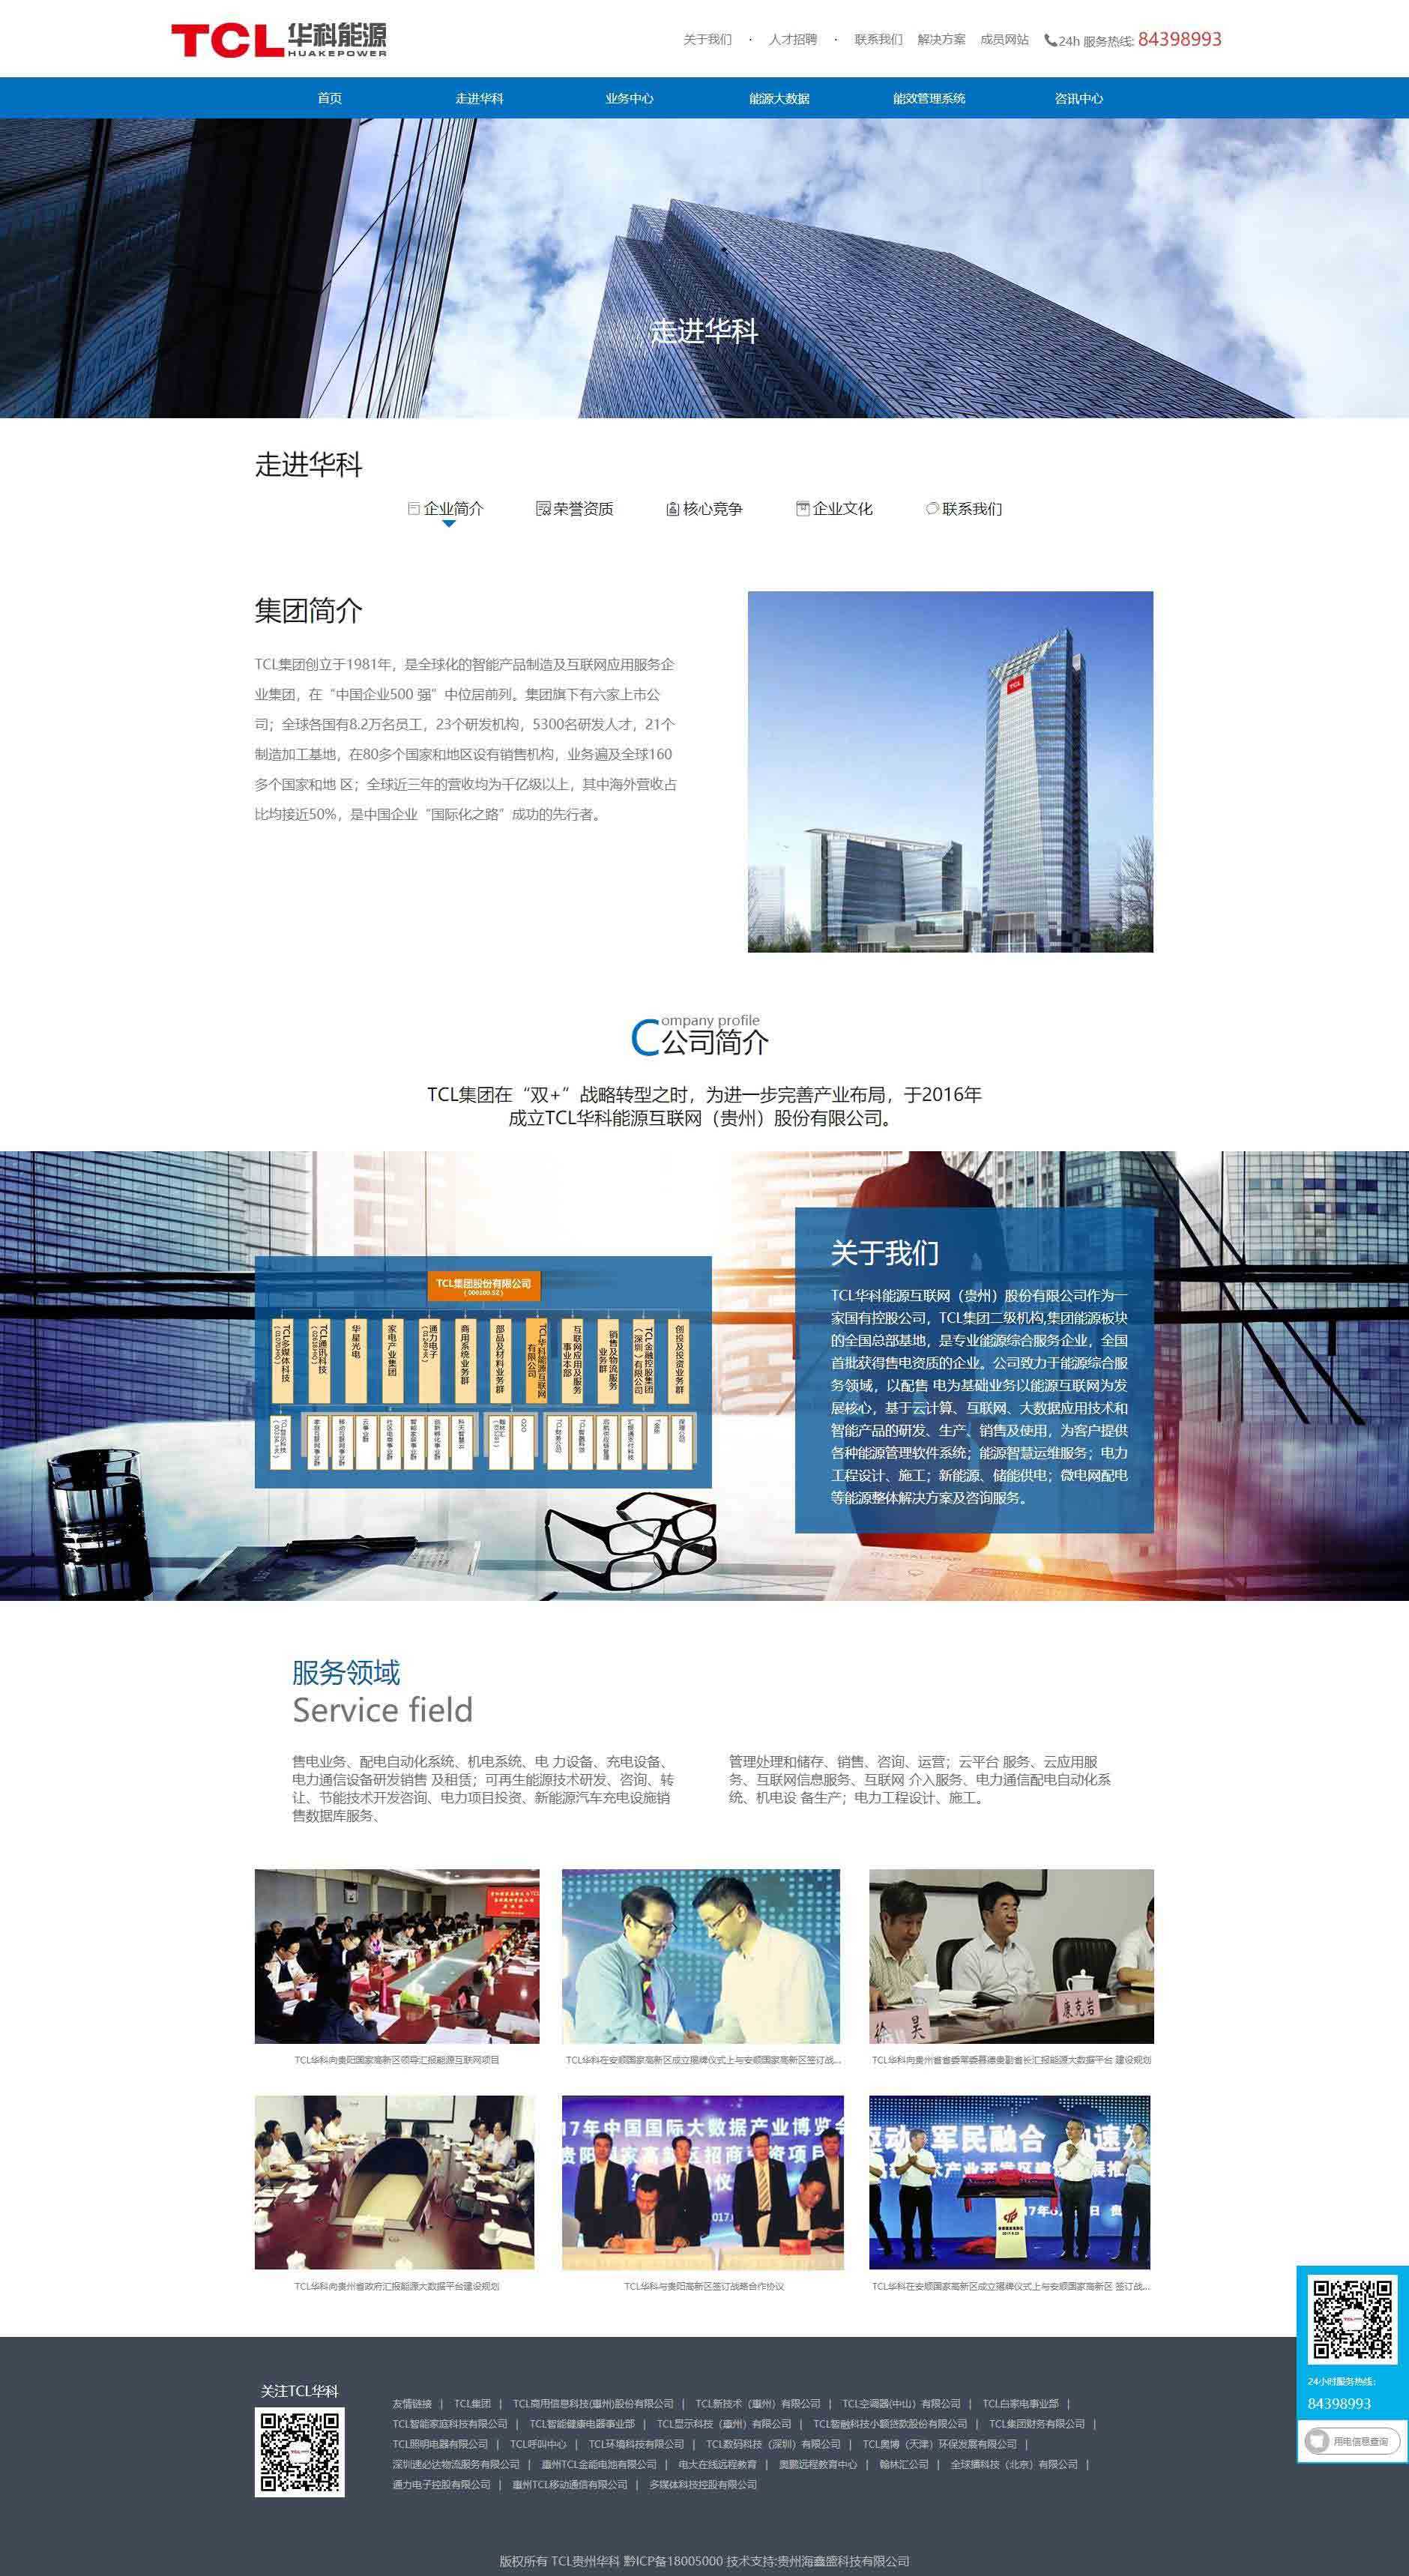 TCL 华科能源
HUAKEPOWER
关于我们 · 人才招聘 · 联系我们 解决方案 成员网站 24h 服务热线: 84398993
首页 走进华科 业务中心 能源大数据 能效管理系统 咨讯中心
走进华科
走进华科
企业简介 荣誉资质 核心竞争 企业文化 联系我们
集团简介
TCL集团创立于1981年，是全球化的智能产品制造及互联网应用服务企
业集团，在“中国企业500 强”中位居前列。集团旗下有六家上市公
司；全球各国有8.2万名员工，23个研发机构，5300名研发人才，21个
制造加工基地，在80多个国家和地区设有销售机构，业务遍及全球160
多个国家和地 区；全球近三年的营收均为千亿级以上，其中海外营收占
比均接近50%，是中国企业“国际化之路”成功的先行者。
TCL
Company profile
公司简介
TCL集团在“双+”战略转型之时，为进一步完善产业布局，于2016年
成立TCL华科能源互联网（贵州）股份有限公司。
TCL集团股份有限公司
TCL多媒体科技
TCL通讯科技
华星光电
家电产业集团
通力电子
商用系统业务群
部品及材料业务群
TCL华科能源互联网有限公司
互联网应用及服务事业本部
销售及物流服务业务群
TCL金融控股集团（深圳）有限公司
创投及投资业务群
关于我们
TCL华科能源互联网（贵州）股份有限公司作为一
家国有控股公司，TCL集团二级机构,集团能源板块
的全国总部基地，是专业能源综合服务企业，全国
首批获得售电资质的企业。公司致力于能源综合服
务领域，以配售 电为基础业务以能源互联网为发
展核心，基于云计算、互联网、大数据应用技术和
智能产品的研发、生产、销售及使用，为客户提供
各种能源管理软件系统；能源智慧运维服务；电力
工程设计、施工；新能源、储能供电；微电网配电
等能源整体解决方案及咨询服务。
服务领域
Service field
售电业务、配电自动化系统、机电系统、电 力设备、充电设备、
电力通信设备研发销售 及租赁；可再生能源技术研发、咨询、转
让、节能技术开发咨询、电力项目投资、新能源汽车充电设施销
售数据库服务、
管理处理和储存、销售、咨询、运营；云平台 服务、云应用服
务、互联网信息服务、互联网 介入服务、电力通信配电自动化系
统、机电设 备生产；电力工程设计、施工。
康克岩
TCL华科向贵阳国家高新区领导汇报能源互联网项目
TCL华科在安顺国家高新区成立揭牌仪式上与安顺国家高新区签订战...
TCL华科向贵州省省委常委慕德贵副省长汇报能源大数据平台 建设规划
17年中国国际大数据产业博览会
军民融合
TCL华科向贵州省政府汇报能源大数据平台建设规划
TCL华科与贵阳高新区签订战略合作协议
TCL华科在安顺国家高新区成立揭牌仪式上与安顺国家高新区 签订战...
24小时服务热线:
84398993
用电信息查询
关注TCL华科
友情链接 | TCL集团 | TCL商用信息科技(惠州)股份有限公司 | TCL新技术（惠州）有限公司 | TCL空调器(中山）有限公司 | TCL白家电事业部 |
TCL智能家庭科技有限公司 | TCL智能健康电器事业部 | TCL显示科技（惠州）有限公司 | TCL智融科技小额贷款股份有限公司 | TCL集团财务有限公司 |
TCL照明电器有限公司 | TCL呼叫中心 | TCL环境科技有限公司 | TCL数码科技（深圳）有限公司 | TCL奥博（天津）环保发展有限公司 |
深圳速必达物流服务有限公司 | 惠州TCL金能电池有限公司 | 电大在线远程教育 | 奥鹏远程教育中心 | 翰林汇公司 | 全球播科技（北京）有限公司 |
通力电子控股有限公司 | 惠州TCL移动通信有限公司 | 多媒体科技控股有限公司
版权所有 TCL贵州华科 黔ICP备18005000 技术支持:贵州海鑫盛科技有限公司